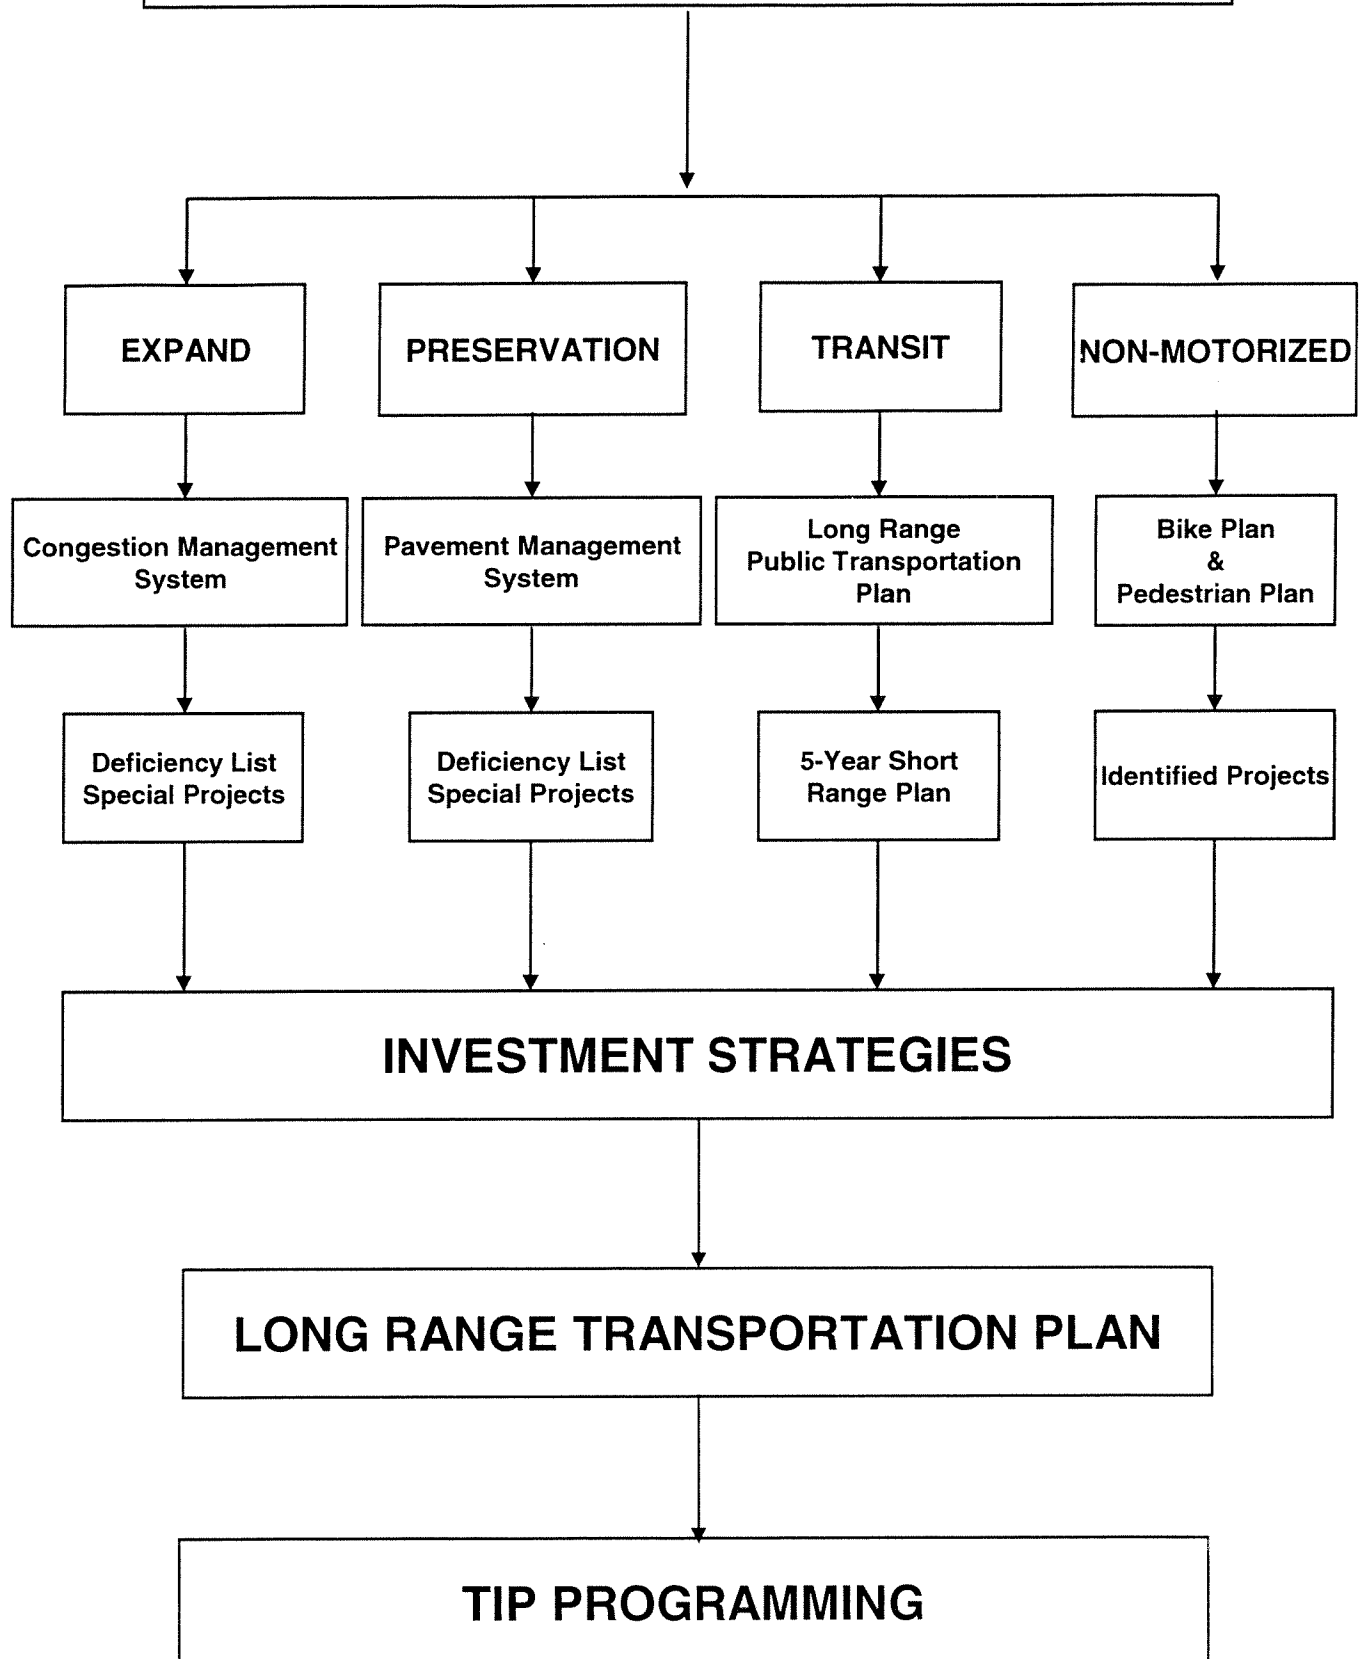 EXPAND
PRESERVATION
TRANSIT
NON-MOTORIZED
Congestion Management
System
Pavement Management
System
Long Range
Public Transportation
Plan
Bike Plan
&
Pedestrian Plan
Deficiency List
Special Projects
Deficiency List
Special Projects
5-Year Short
Range Plan
Identified Projects
INVESTMENT STRATEGIES
LONG RANGE TRANSPORTATION PLAN
TIP PROGRAMMING